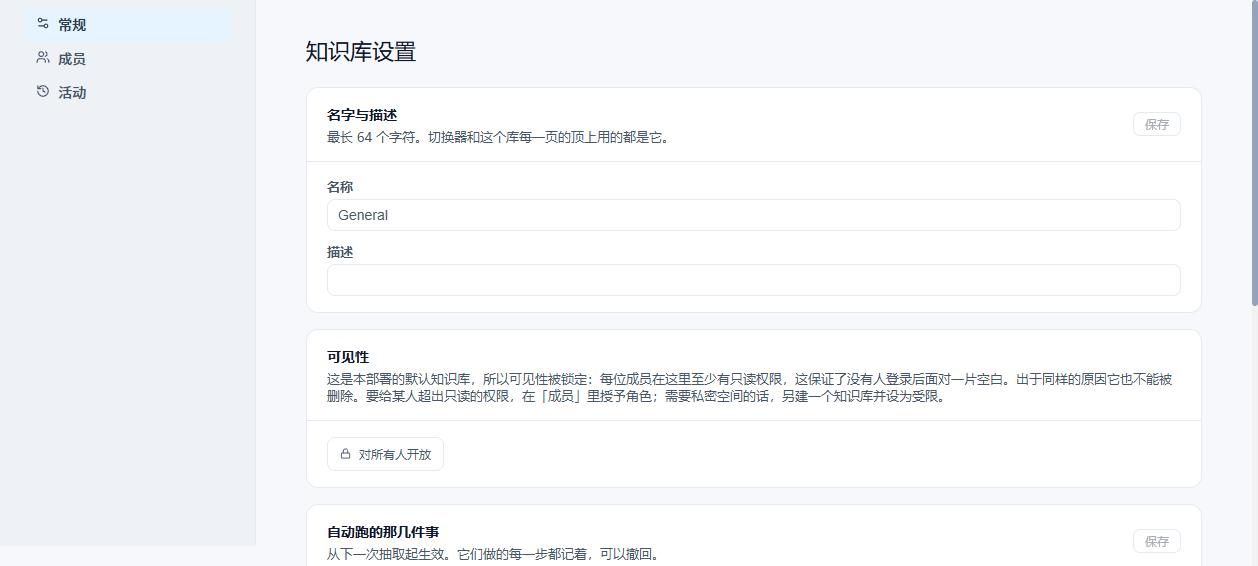 常规
成员
活动
知识库设置
名字与描述
最长 64 个字符。切换器和这个库每一页的顶上用的都是它。
保存
名称
General
描述
可见性
这是本部署的默认知识库，所以可见性被锁定：每位成员在这里至少有只读权限，这保证了没有人登录后面对一片空白。出于同样的原因它也不能被
删除。要给某人超出只读的权限，在「成员」里授予角色；需要私密空间的话，另建一个知识库并设为受限。
对所有人开放
自动跑的那几件事
从下一次抽取起生效。它们做的每一步都记着，可以撤回。
保存